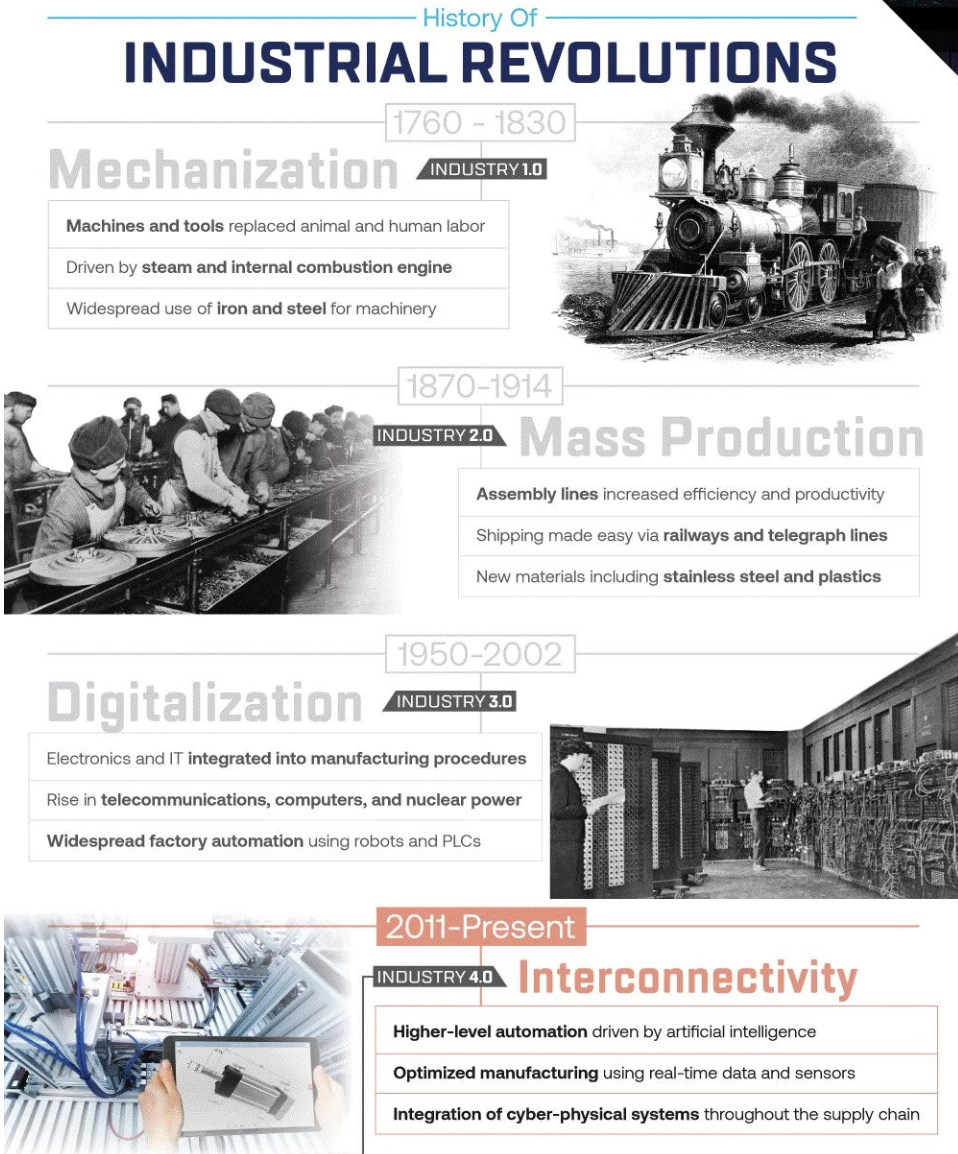 History Of
INDUSTRIAL REVOLUTIONS
1760 - 1830
Mechanization
INDUSTRY 1.0
Machines and tools replaced animal and human labor
Driven by steam and internal combustion engine
Widespread use of iron and steel for machinery
1870-1914
INDUSTRY 2.0
Mass Production
Assembly lines increased efficiency and productivity
Shipping made easy via railways and telegraph lines
New materials including stainless steel and plastics
1950-2002
Digitalization
INDUSTRY 3.0
Electronics and IT integrated into manufacturing procedures
Rise in telecommunications, computers, and nuclear power
Widespread factory automation using robots and PLCs
2011-Present
INDUSTRY 4.0
Interconnectivity
Higher-level automation driven by artificial intelligence
Optimized manufacturing using real-time data and sensors
Integration of cyber-physical systems throughout the supply chain